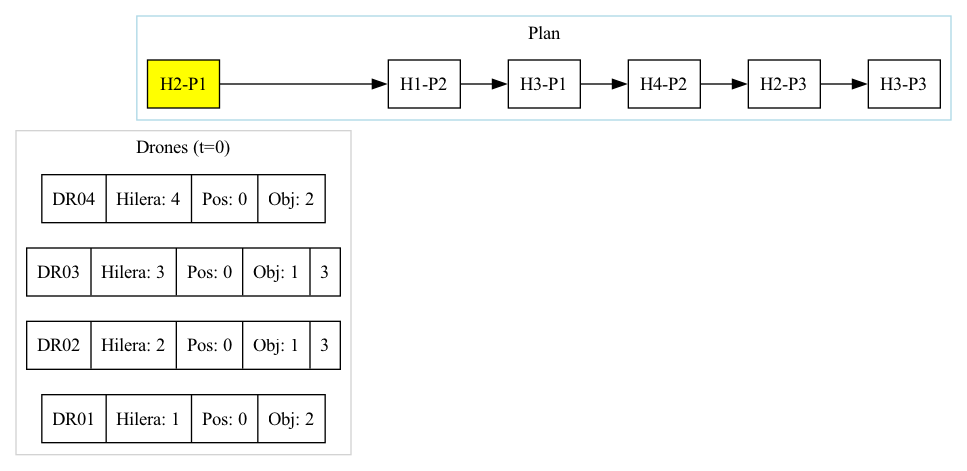 Plan
H2-P1 H1-P2 H3-P1 H4-P2 H2-P3 H3-P3
Drones (t=0)
DR04 Hilera: 4 Pos: 0 Obj: 2
DR03 Hilera: 3 Pos: 0 Obj: 1 3
DR02 Hilera: 2 Pos: 0 Obj: 1 3
DR01 Hilera: 1 Pos: 0 Obj: 2